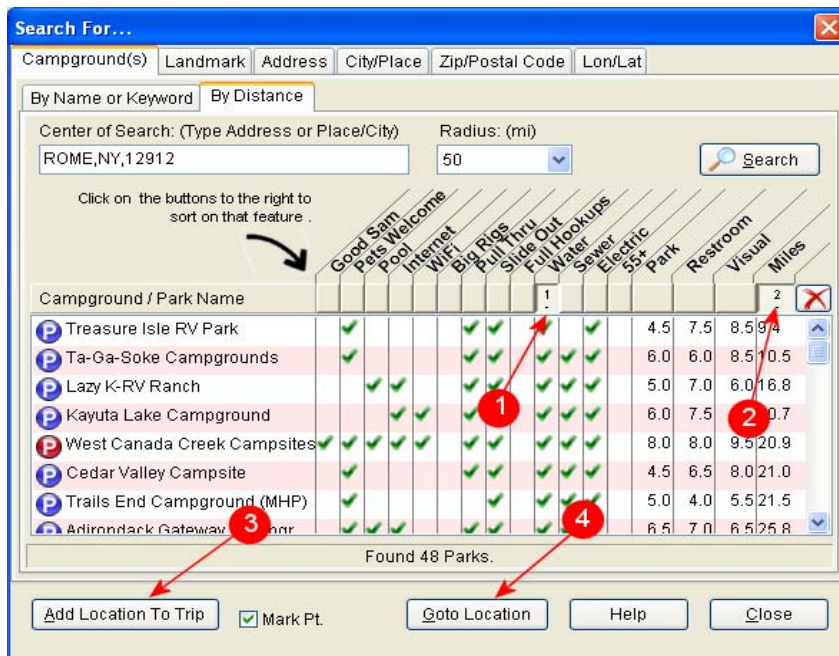 Search For...
Campground(s) Landmark Address City/Place Zip/Postal Code Lon/Lat
By Name or Keyword By Distance
Center of Search: (Type Address or Place/City) Radius: (mi)
ROME,NY,12912 50 Search
Click on the buttons to the right to
sort on that feature .
Good Sam
Pets Welcome
Pool
Internet
WiFi
Big Rigs
Pull Thru
Slide Out
Full Hookups
Water
Sewer
Electric
55+
Park
Restroom
Visual
Miles
Campground / Park Name 1 - 2 -
P Treasure Isle RV Park 4.5 7.5 8.5 9.4
P Ta-Ga-Soke Campgrounds 6.0 6.0 8.5 10.5
P Lazy K-RV Ranch 5.0 7.0 6.0 16.8
P Kayuta Lake Campground 6.0 7.5 0.7
P West Canada Creek Campsites 8.0 8.0 9.5 20.9
P Cedar Valley Campsite 4.5 6.5 8.0 21.0
P Trails End Campground (MHP) 5.0 4.0 5.5 21.5
P Adirondack Gateway 6.5 7.0 6.5 25.8
1
2
3
4
Found 48 Parks.
Add Location To Trip Mark Pt. Goto Location Help Close